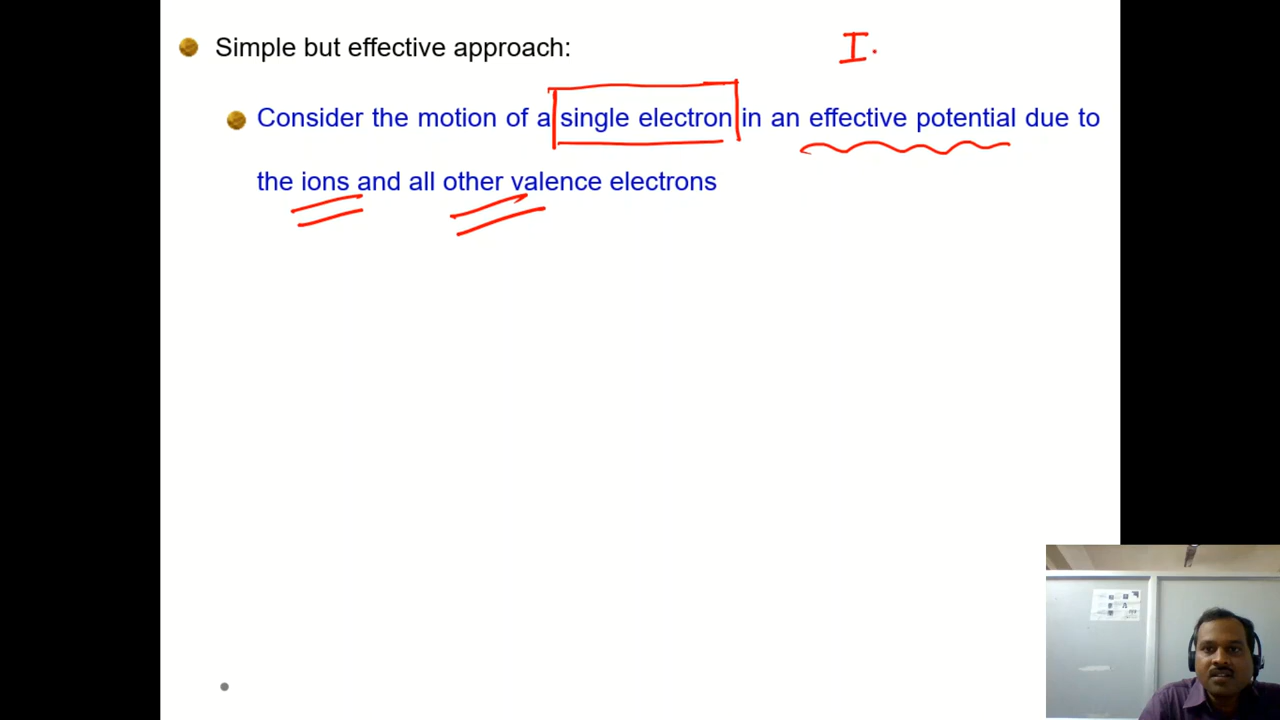 Simple but effective approach:
I.
Consider the motion of a single electron in an effective potential due to
the ions and all other valence electrons